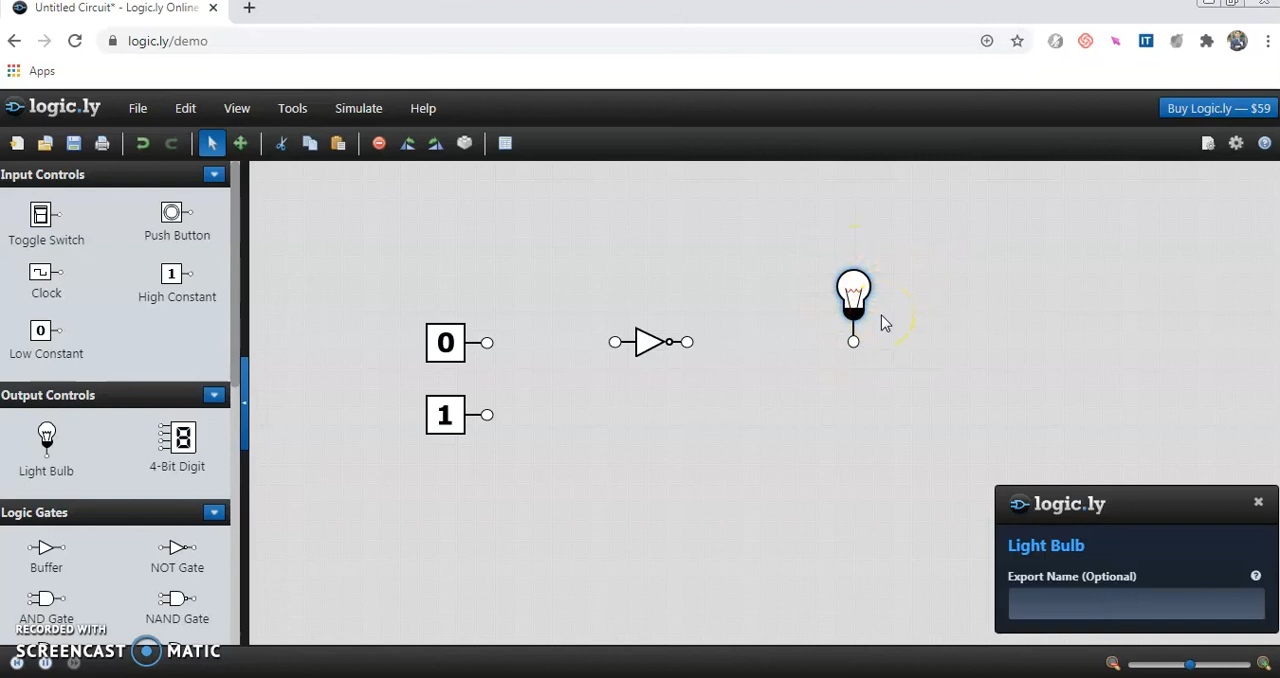 Untitled Circuit* - Logic.ly Online
logic.ly/demo
IT
Apps
logic.ly
File
Edit
View
Tools
Simulate
Help
Buy Logic.ly — $59
Input Controls
Toggle Switch
Push Button
Clock
1
High Constant
0
Low Constant
Output Controls
Light Bulb
8
4-Bit Digit
Logic Gates
Buffer
NOT Gate
AND Gate
NAND Gate
0
1
logic.ly
Light Bulb
Export Name (Optional)
RECORDED WITH
SCREENCAST MATIC